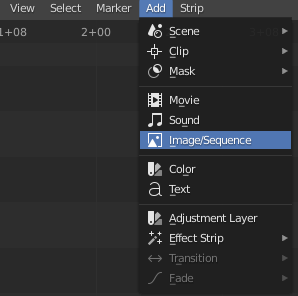 View Select Marker Add Strip
1+08 2+00
Scene
Clip
Mask
Movie
Sound
Image/Sequence
Color
Text
Adjustment Layer
Effect Strip
Transition
Fade